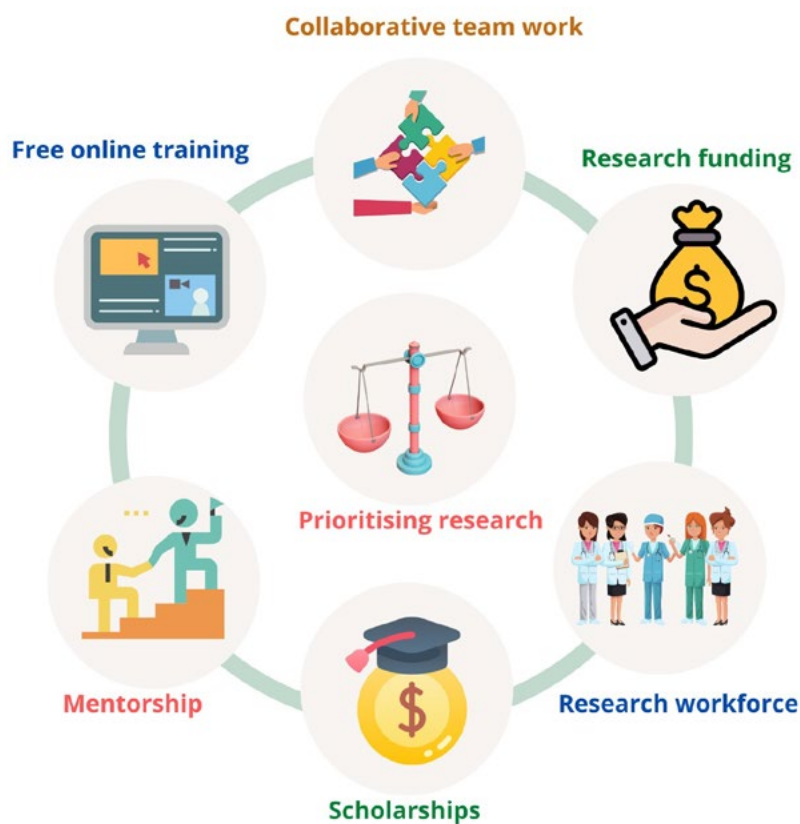 Collaborative team work
Free online training
Research funding
$
Prioritising research
Mentorship
Research workforce
$
Scholarships